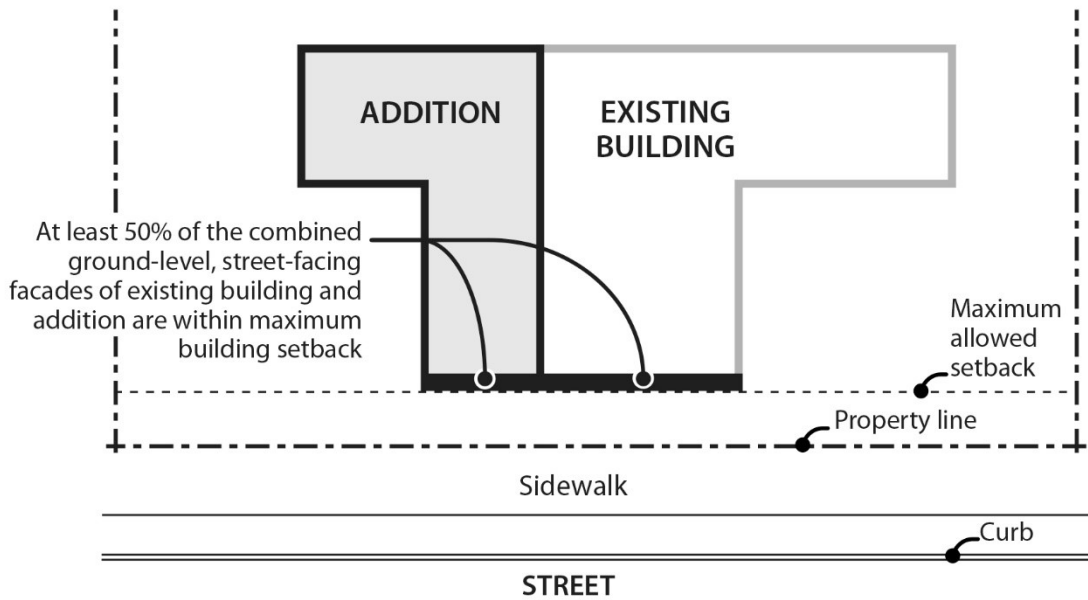 ADDITION
EXISTING
BUILDING
At least 50% of the combined
ground-level, street-facing
facades of existing building and
addition are within maximum
building setback
Maximum
allowed
setback
Property line
Sidewalk
Curb
STREET